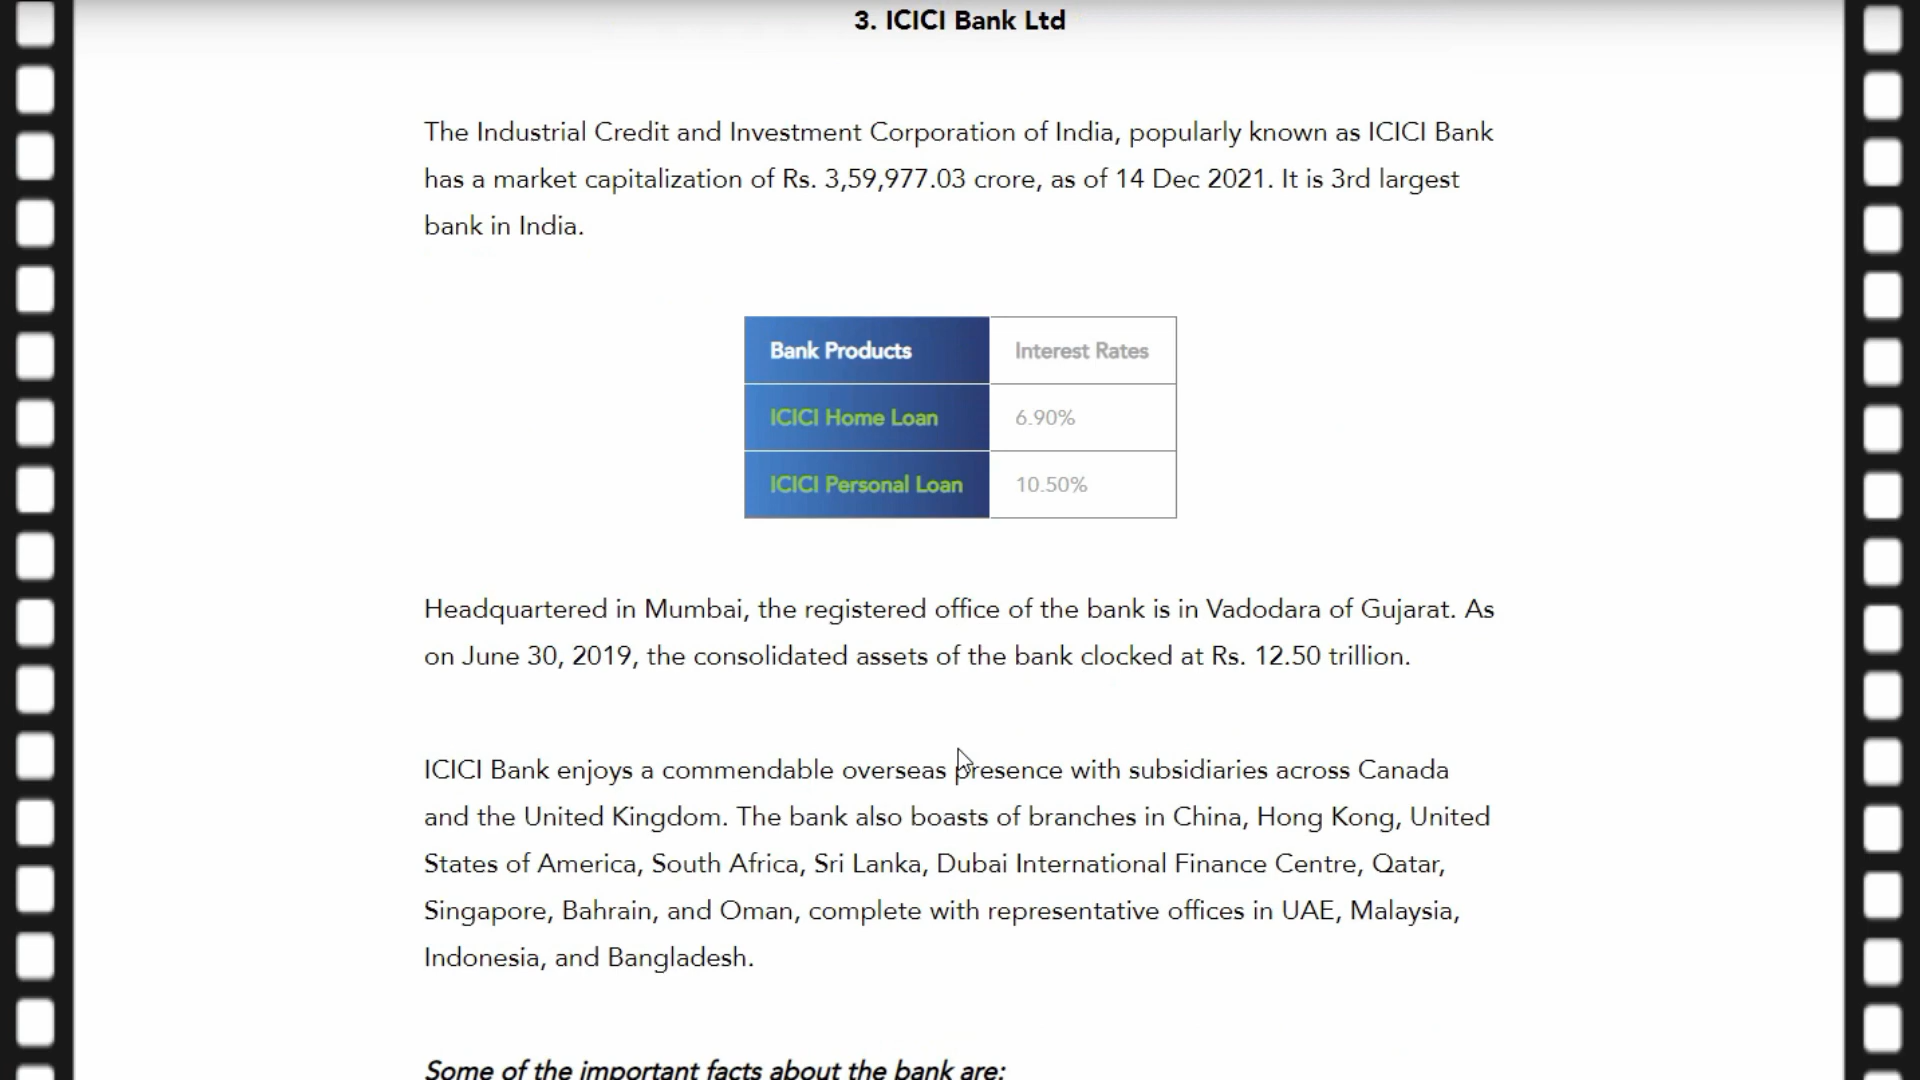 3. ICICI Bank Ltd
The Industrial Credit and Investment Corporation of India, popularly known as ICICI Bank
has a market capitalization of Rs. 3,59,977.03 crore, as of 14 Dec 2021. It is 3rd largest
bank in India.
Bank Products Interest Rates
ICICI Home Loan 6.90%
ICICI Personal Loan 10.50%
Headquartered in Mumbai, the registered office of the bank is in Vadodara of Gujarat. As
on June 30, 2019, the consolidated assets of the bank clocked at Rs. 12.50 trillion.
ICICI Bank enjoys a commendable overseas presence with subsidiaries across Canada
and the United Kingdom. The bank also boasts of branches in China, Hong Kong, United
States of America, South Africa, Sri Lanka, Dubai International Finance Centre, Qatar,
Singapore, Bahrain, and Oman, complete with representative offices in UAE, Malaysia,
Indonesia, and Bangladesh.
Some of the important facts about the bank are: